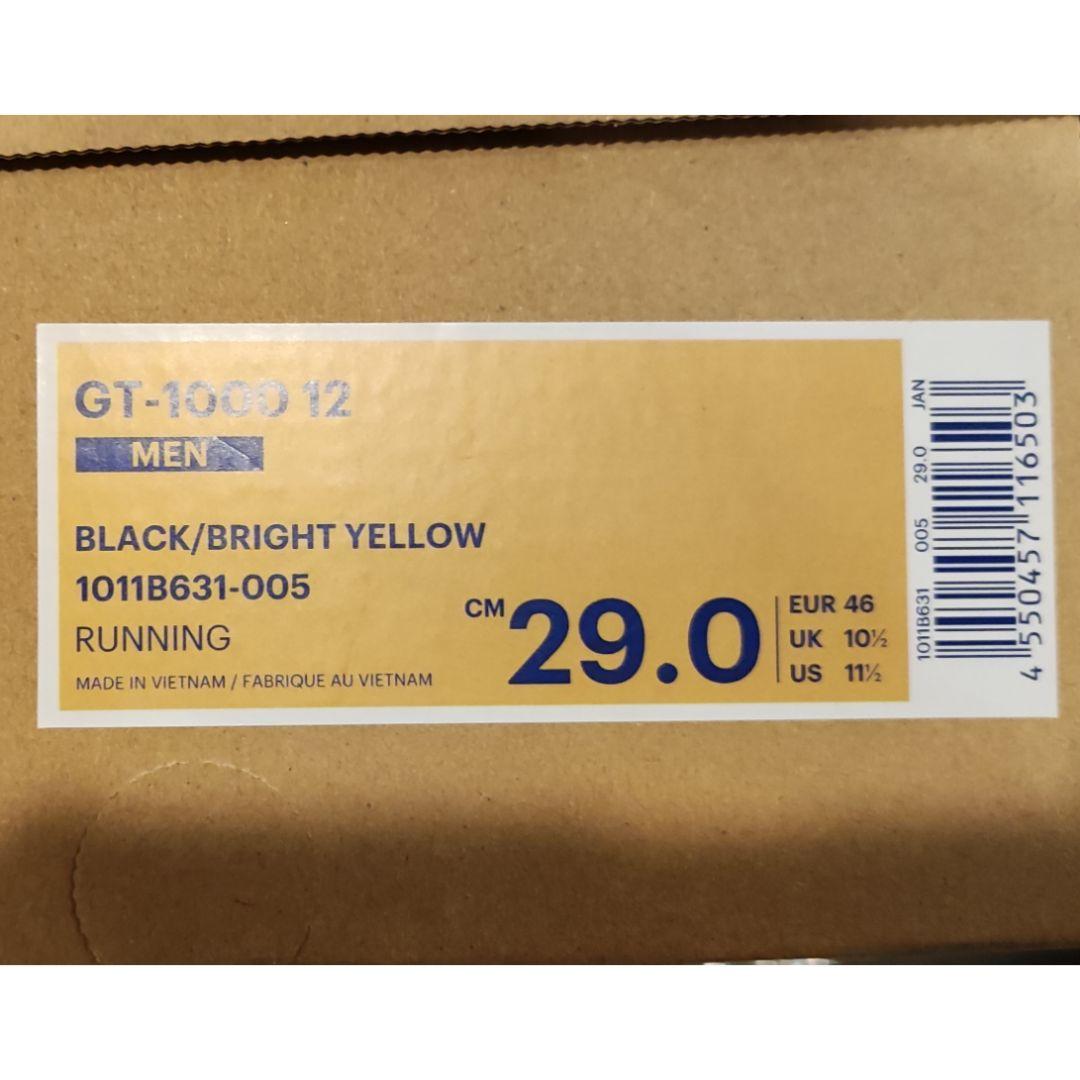 GT-1000 12
MEN
BLACK/BRIGHT YELLOW
1011B631-005
RUNNING
MADE IN VIETNAM / FABRIQUE AU VIETNAM
CM 29.0
EUR 46
UK 10½
US 11½
1011B631 005 29.0 JAN
4 550457 116503